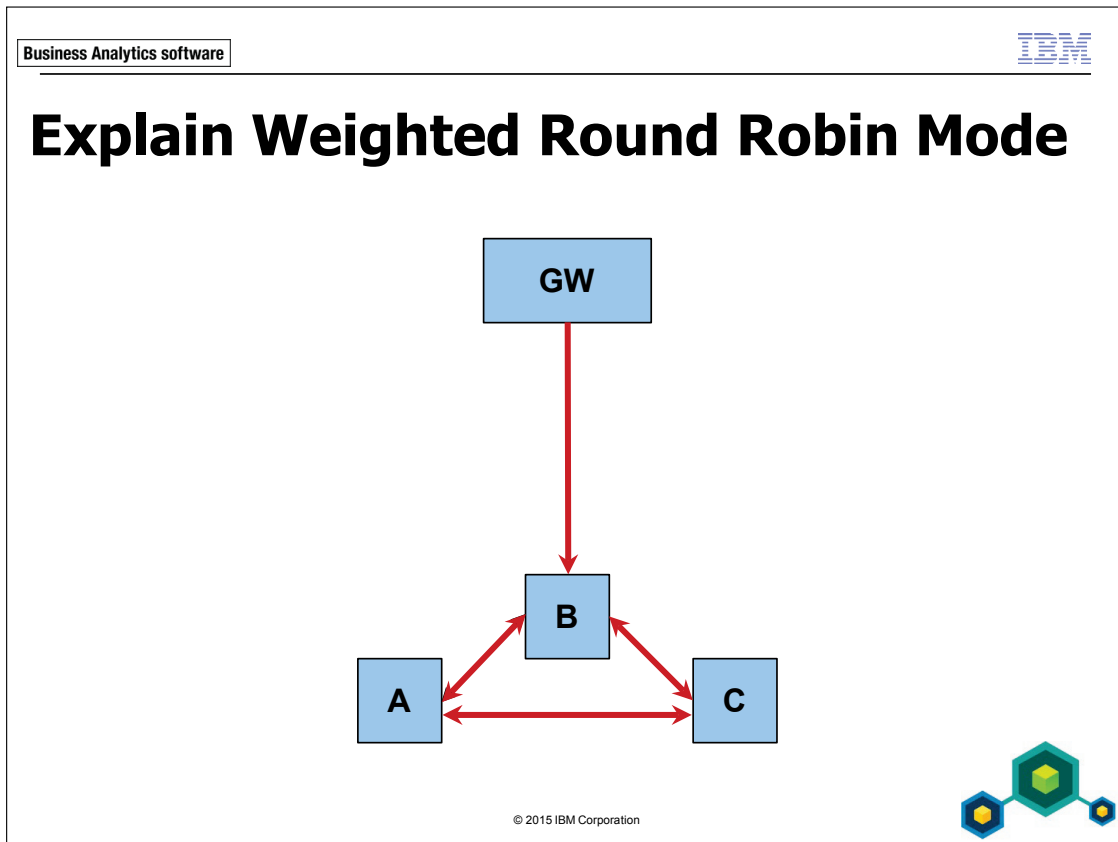 Business Analytics software
IBM
Explain Weighted Round Robin Mode
GW
B
A
C
© 2015 IBM Corporation